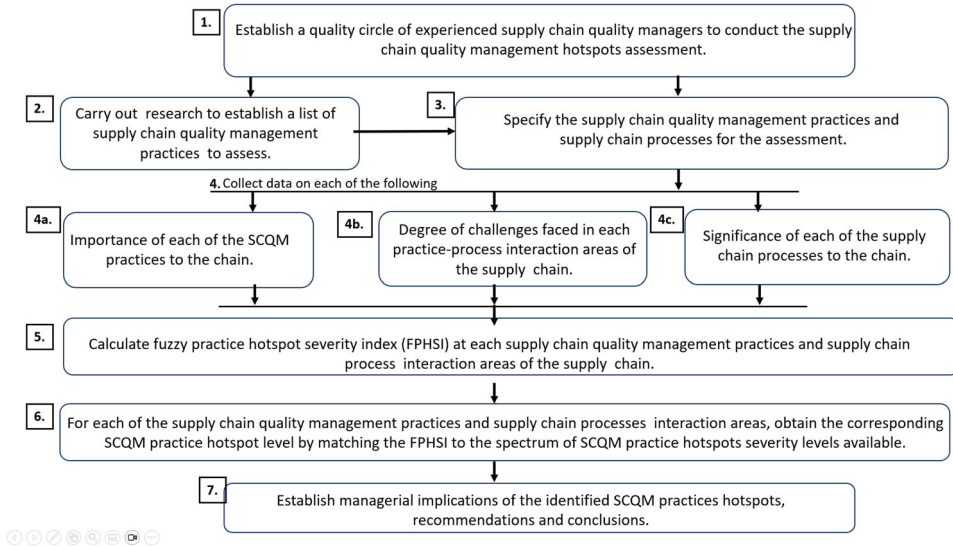 1.
Establish a quality circle of experienced supply chain quality managers to conduct the supply
chain quality management hotspots assessment.
2.
Carry out research to establish a list of
supply chain quality management
practices to assess.
3.
Specify the supply chain quality management practices and
supply chain processes for the assessment.
4. Collect data on each of the following
4a.
Importance of each of the SCQM
practices to the chain.
4b.
Degree of challenges faced in each
practice-process interaction areas of
the supply chain.
4c.
Significance of each of the supply
chain processes to the chain.
5.
Calculate fuzzy practice hotspot severity index (FPHSI) at each supply chain quality management practices and supply chain
process interaction areas of the supply chain.
6.
For each of the supply chain quality management practices and supply chain processes interaction areas, obtain the corresponding
SCQM practice hotspot level by matching the FPHSI to the spectrum of SCQM practice hotspots severity levels available.
7.
Establish managerial implications of the identified SCQM practices hotspots,
recommendations and conclusions.